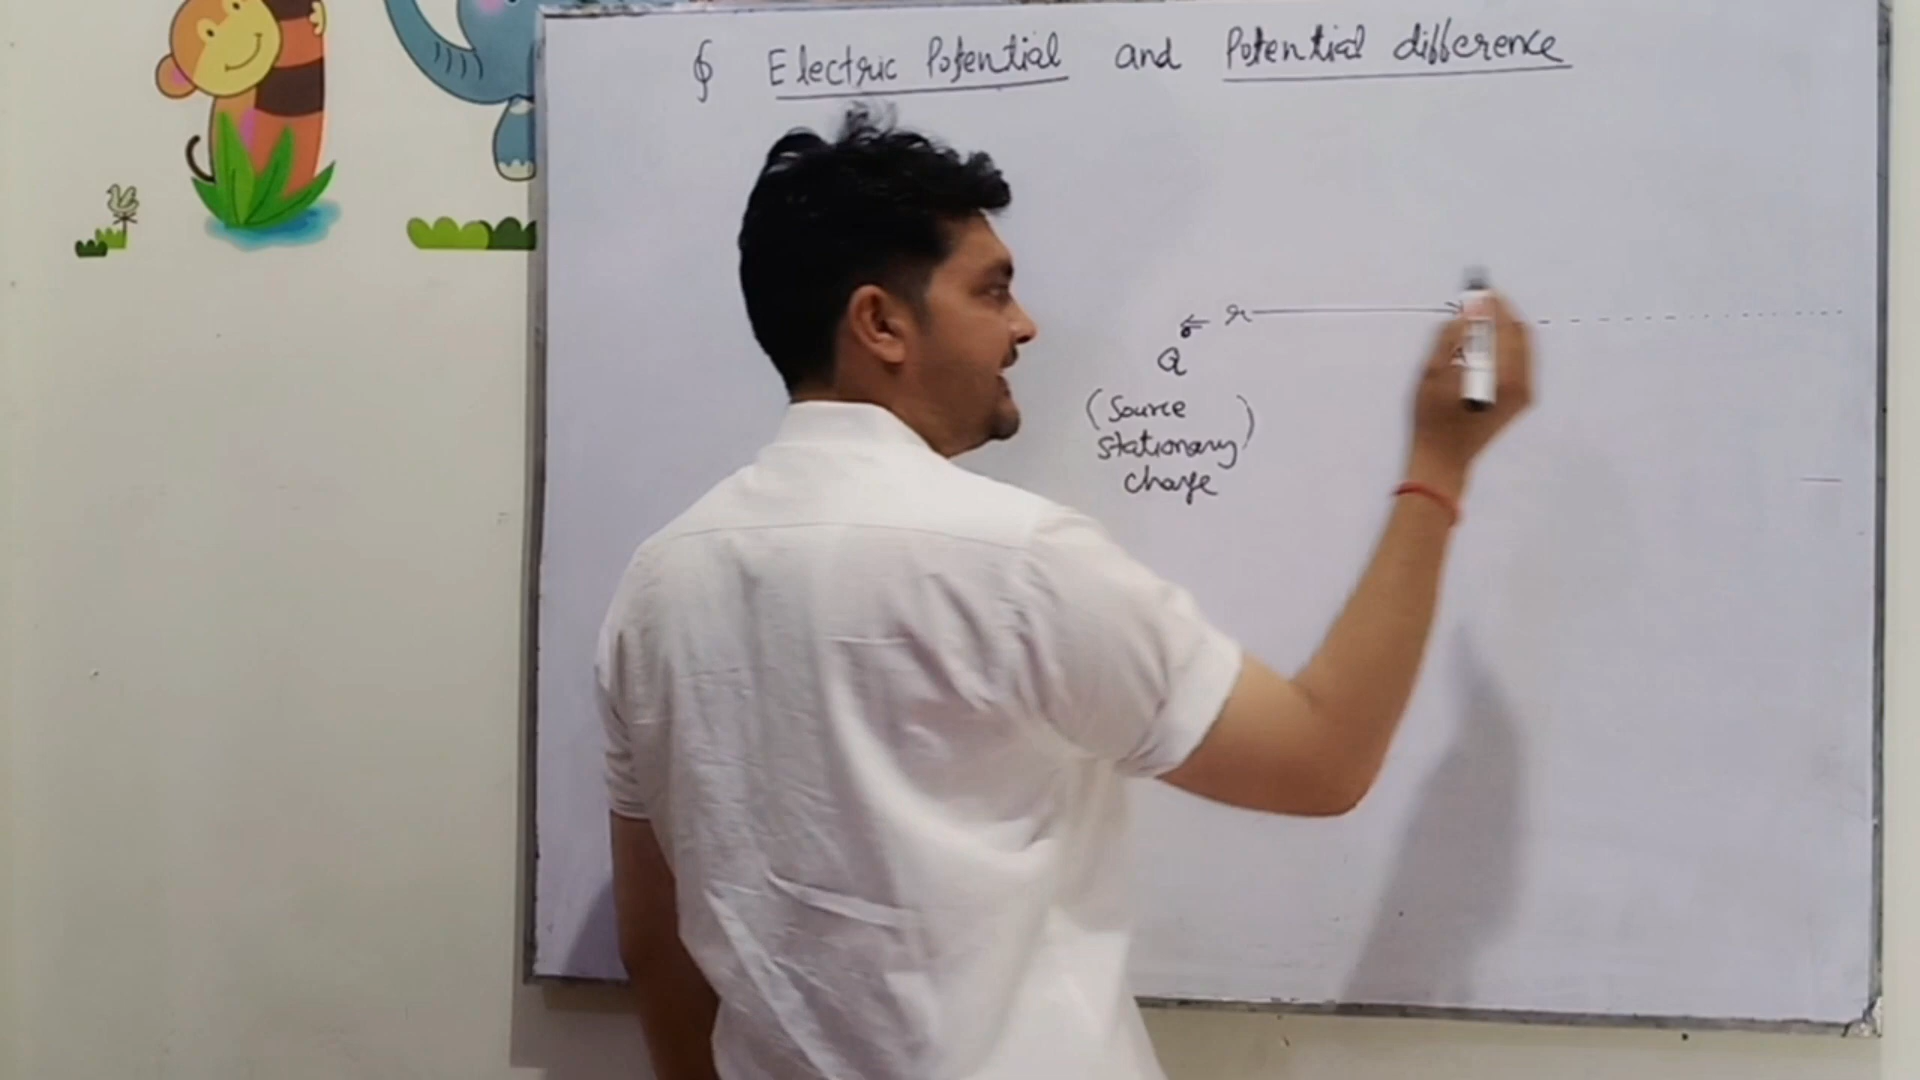 ∮ Electric Potential and Potential difference
r
Q
(Source
stationary)
charge
A